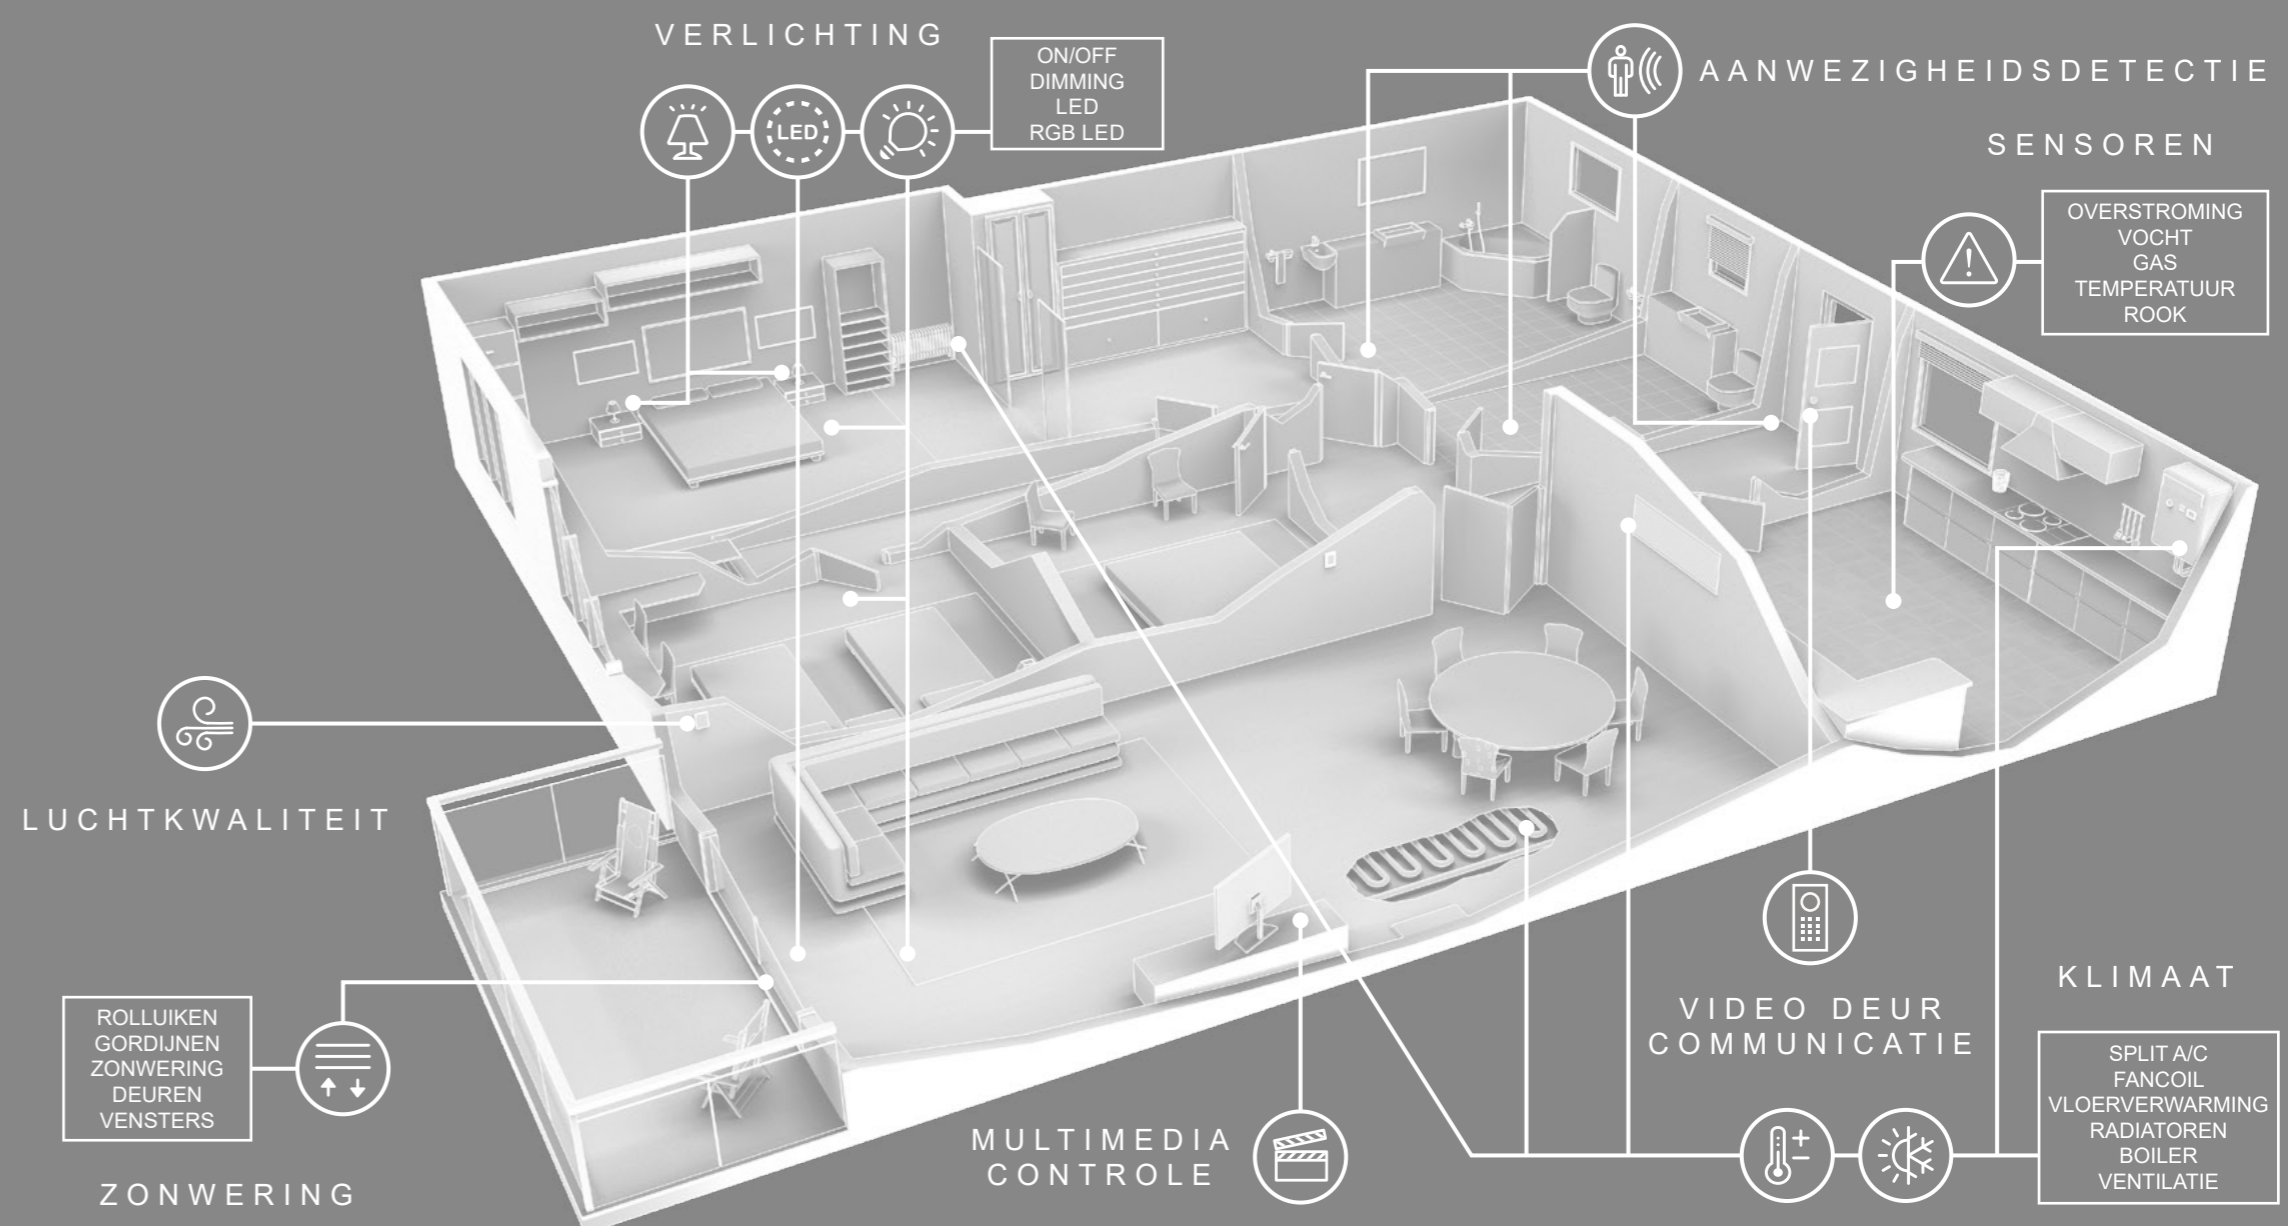 VERLICHTING
ON/OFF
DIMMING
LED
RGB LED
LED
AANWEZIGHEIDSDETECTIE
SENSOREN
OVERSTROMING
VOCHT
GAS
TEMPERATUUR
ROOK
LUCHTKWALITEIT
ROLLUIKEN
GORDIJNEN
ZONWERING
DEUREN
VENSTERS
ZONWERING
MULTIMEDIA
CONTROLE
VIDEO DEUR
COMMUNICATIE
KLIMAAT
SPLIT A/C
FANCOIL
VLOERVERWARMING
RADIATOREN
BOILER
VENTILATIE